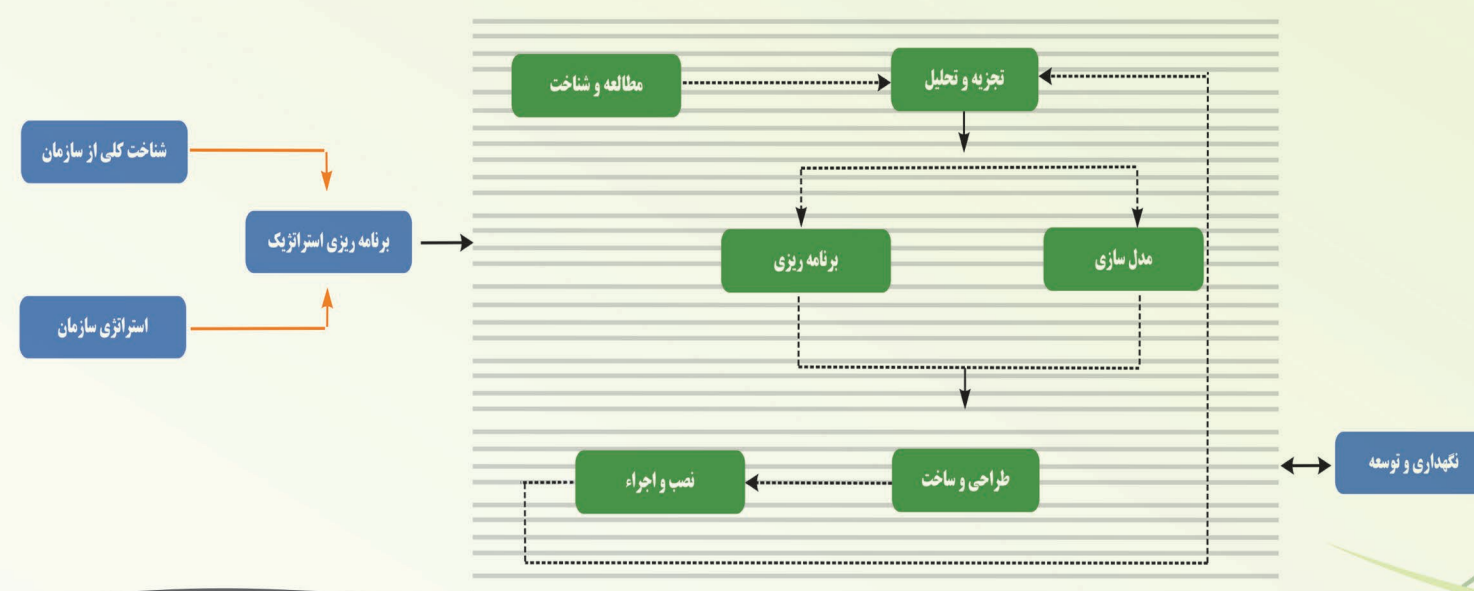 مطالعه و شناخت
تجزیه و تحلیل
شناخت کلی از سازمان
برنامه ریزی استراتژیک
استراتژی سازمان
برنامه ریزی
مدل سازی
طراحی و ساخت
نصب و اجراء
نگهداری و توسعه